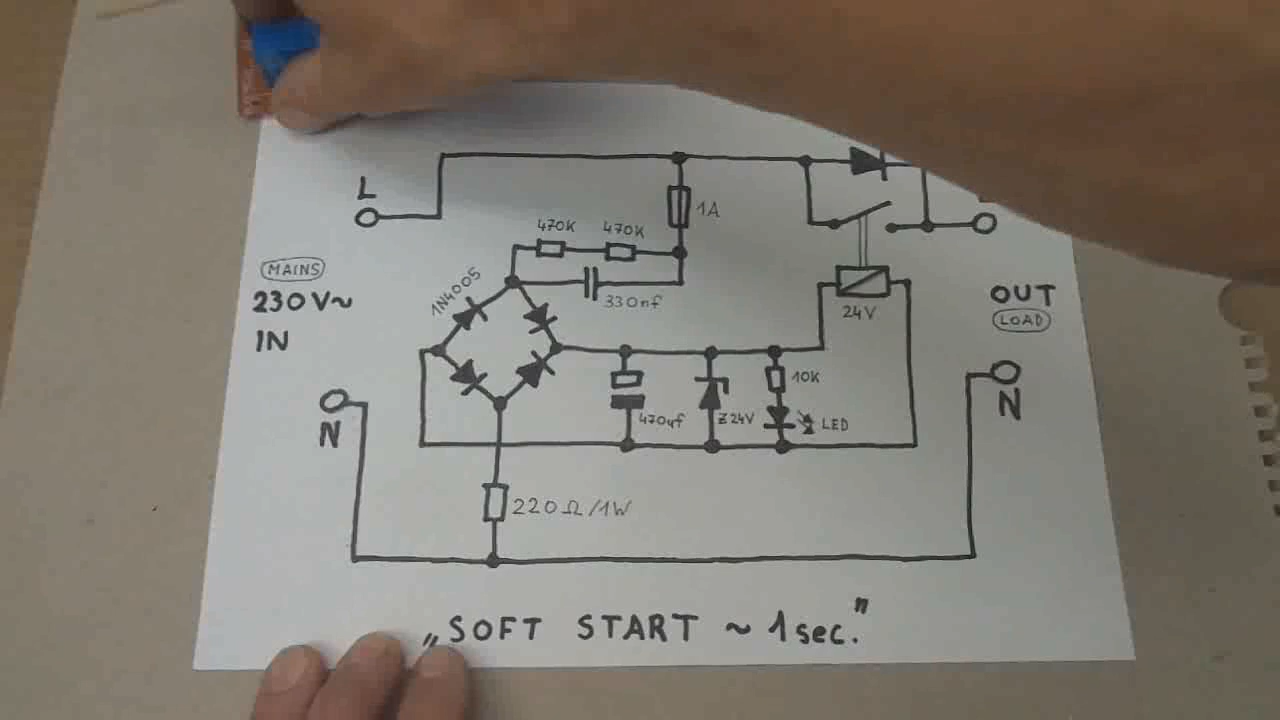 L
1A
470K
470K
1N4005
330nf
MAINS
230V~
IN
24V
OUT
LOAD
10K
470uf
Z24V
LED
N
N
220Ω/1W
„SOFT START ~ 1sec."